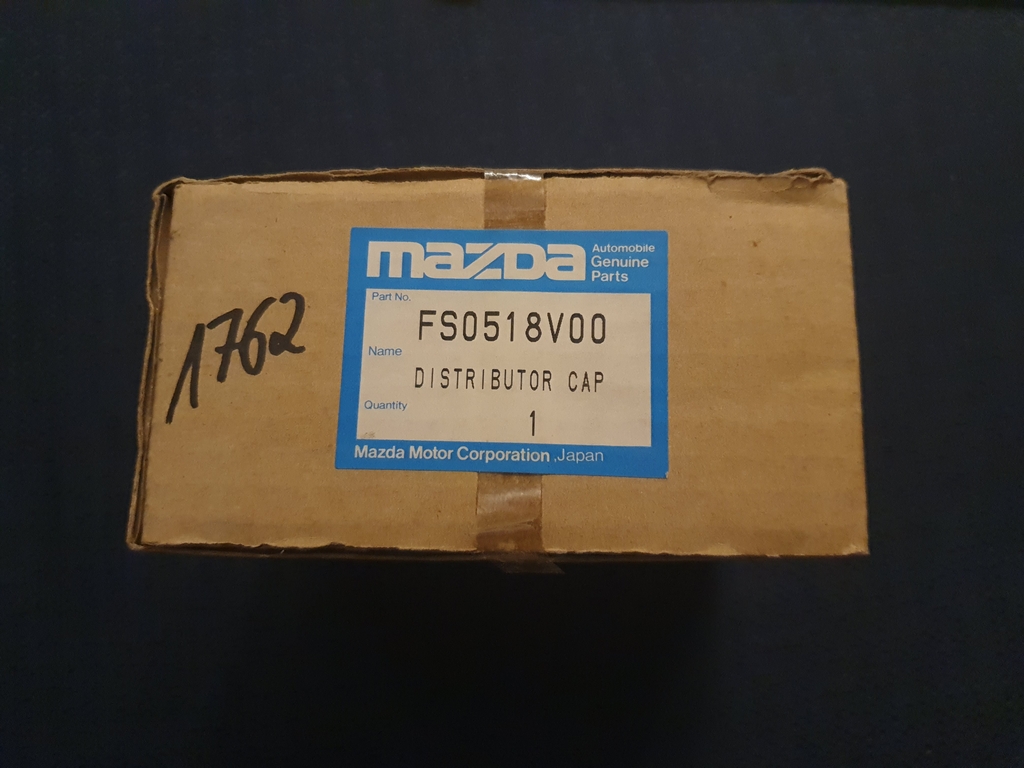 mazda
Automobile
Genuine
Parts
Part No.
FS0518V00
Name
DISTRIBUTOR CAP
Quantity
1
Mazda Motor Corporation ,Japan
1762